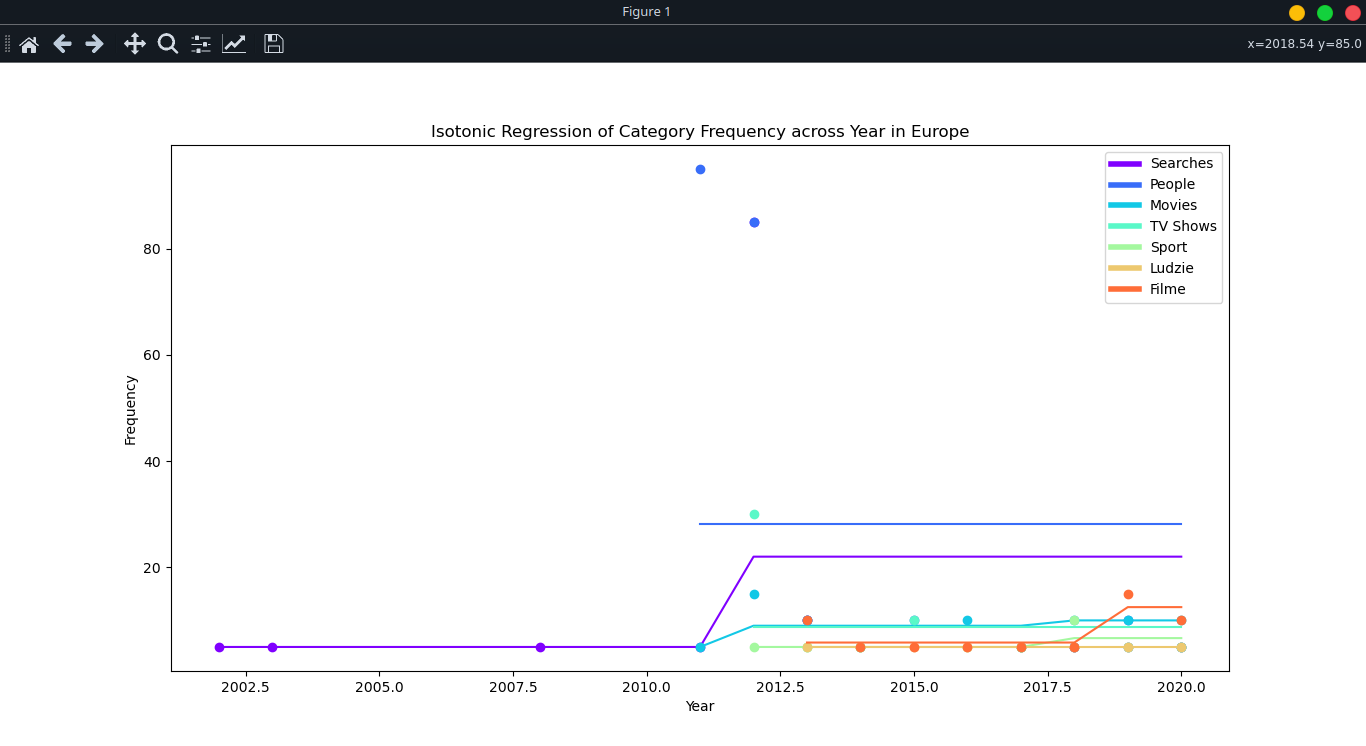 Figure 1
x=2018.54 y=85.0
Isotonic Regression of Category Frequency across Year in Europe
Searches
People
Movies
TV Shows
Sport
Ludzie
Filme
80
60
40
20
Frequency
2002.5 2005.0 2007.5 2010.0 2012.5 2015.0 2017.5 2020.0
Year